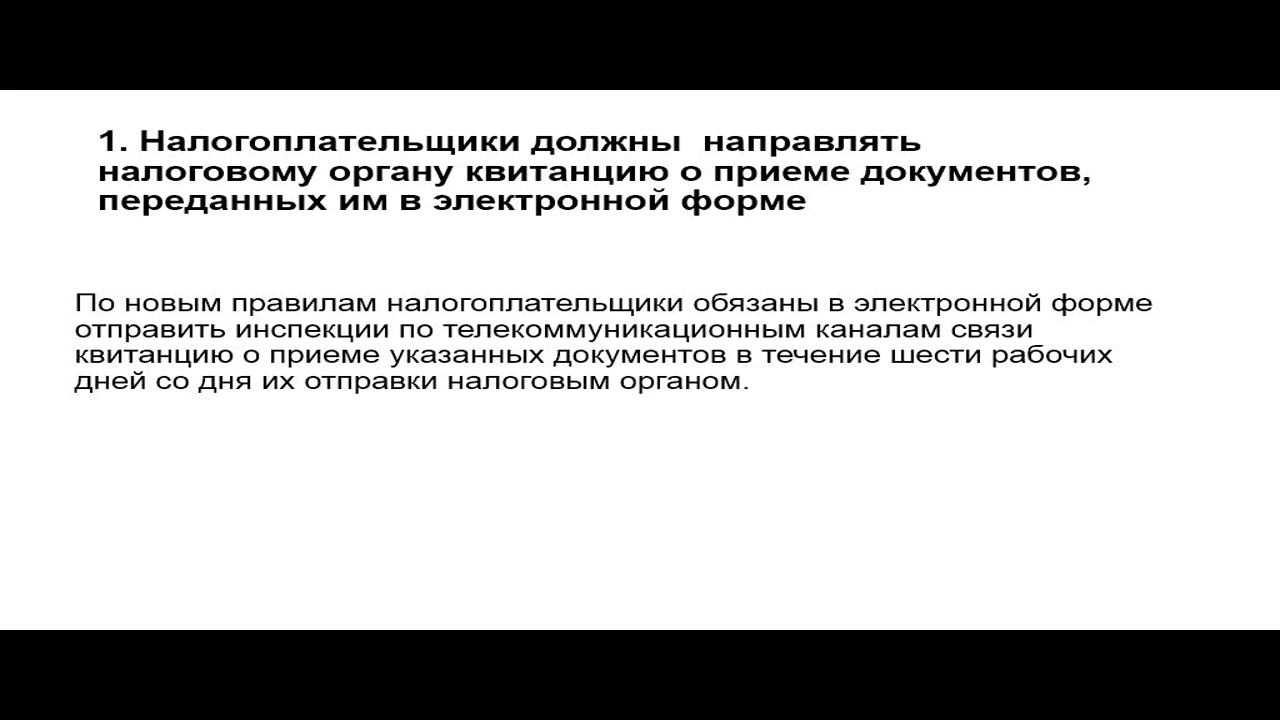 1. Налогоплательщики должны  направлять
налоговому органу квитанцию о приеме документов,
переданных им в электронной форме
По новым правилам налогоплательщики обязаны в электронной форме
отправить инспекции по телекоммуникационным каналам связи
квитанцию о приеме указанных документов в течение шести рабочих
дней со дня их отправки налоговым органом.